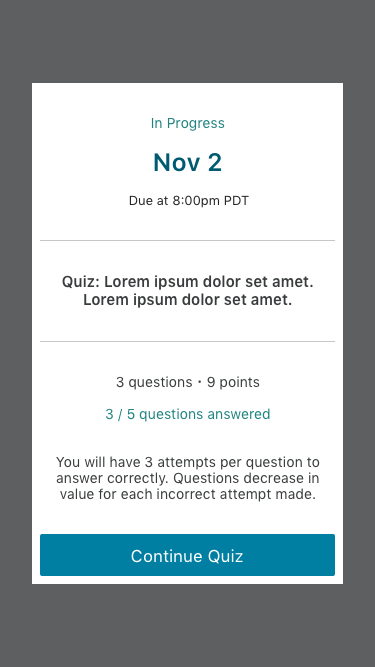 In Progress
Nov 2
Due at 8:00pm PDT
Quiz: Lorem ipsum dolor set amet.
Lorem ipsum dolor set amet.
3 questions • 9 points
3 / 5 questions answered
You will have 3 attempts per question to
answer correctly. Questions decrease in
value for each incorrect attempt made.
Continue Quiz